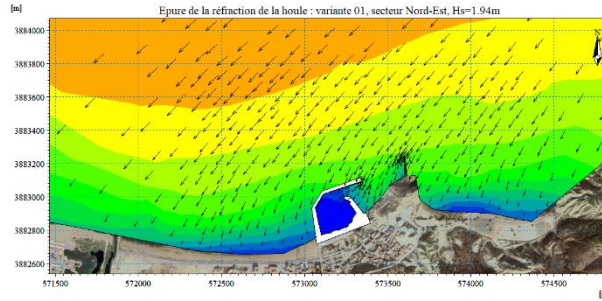 Epure de la réfraction de la houle : variante 01, secteur Nord-Est, Hs=1.94m
[m]
3884000
3883800
3883600
3883400
3883200
3883000
3882800
3882600
571500 572000 572500 573000 573500 574000 574500